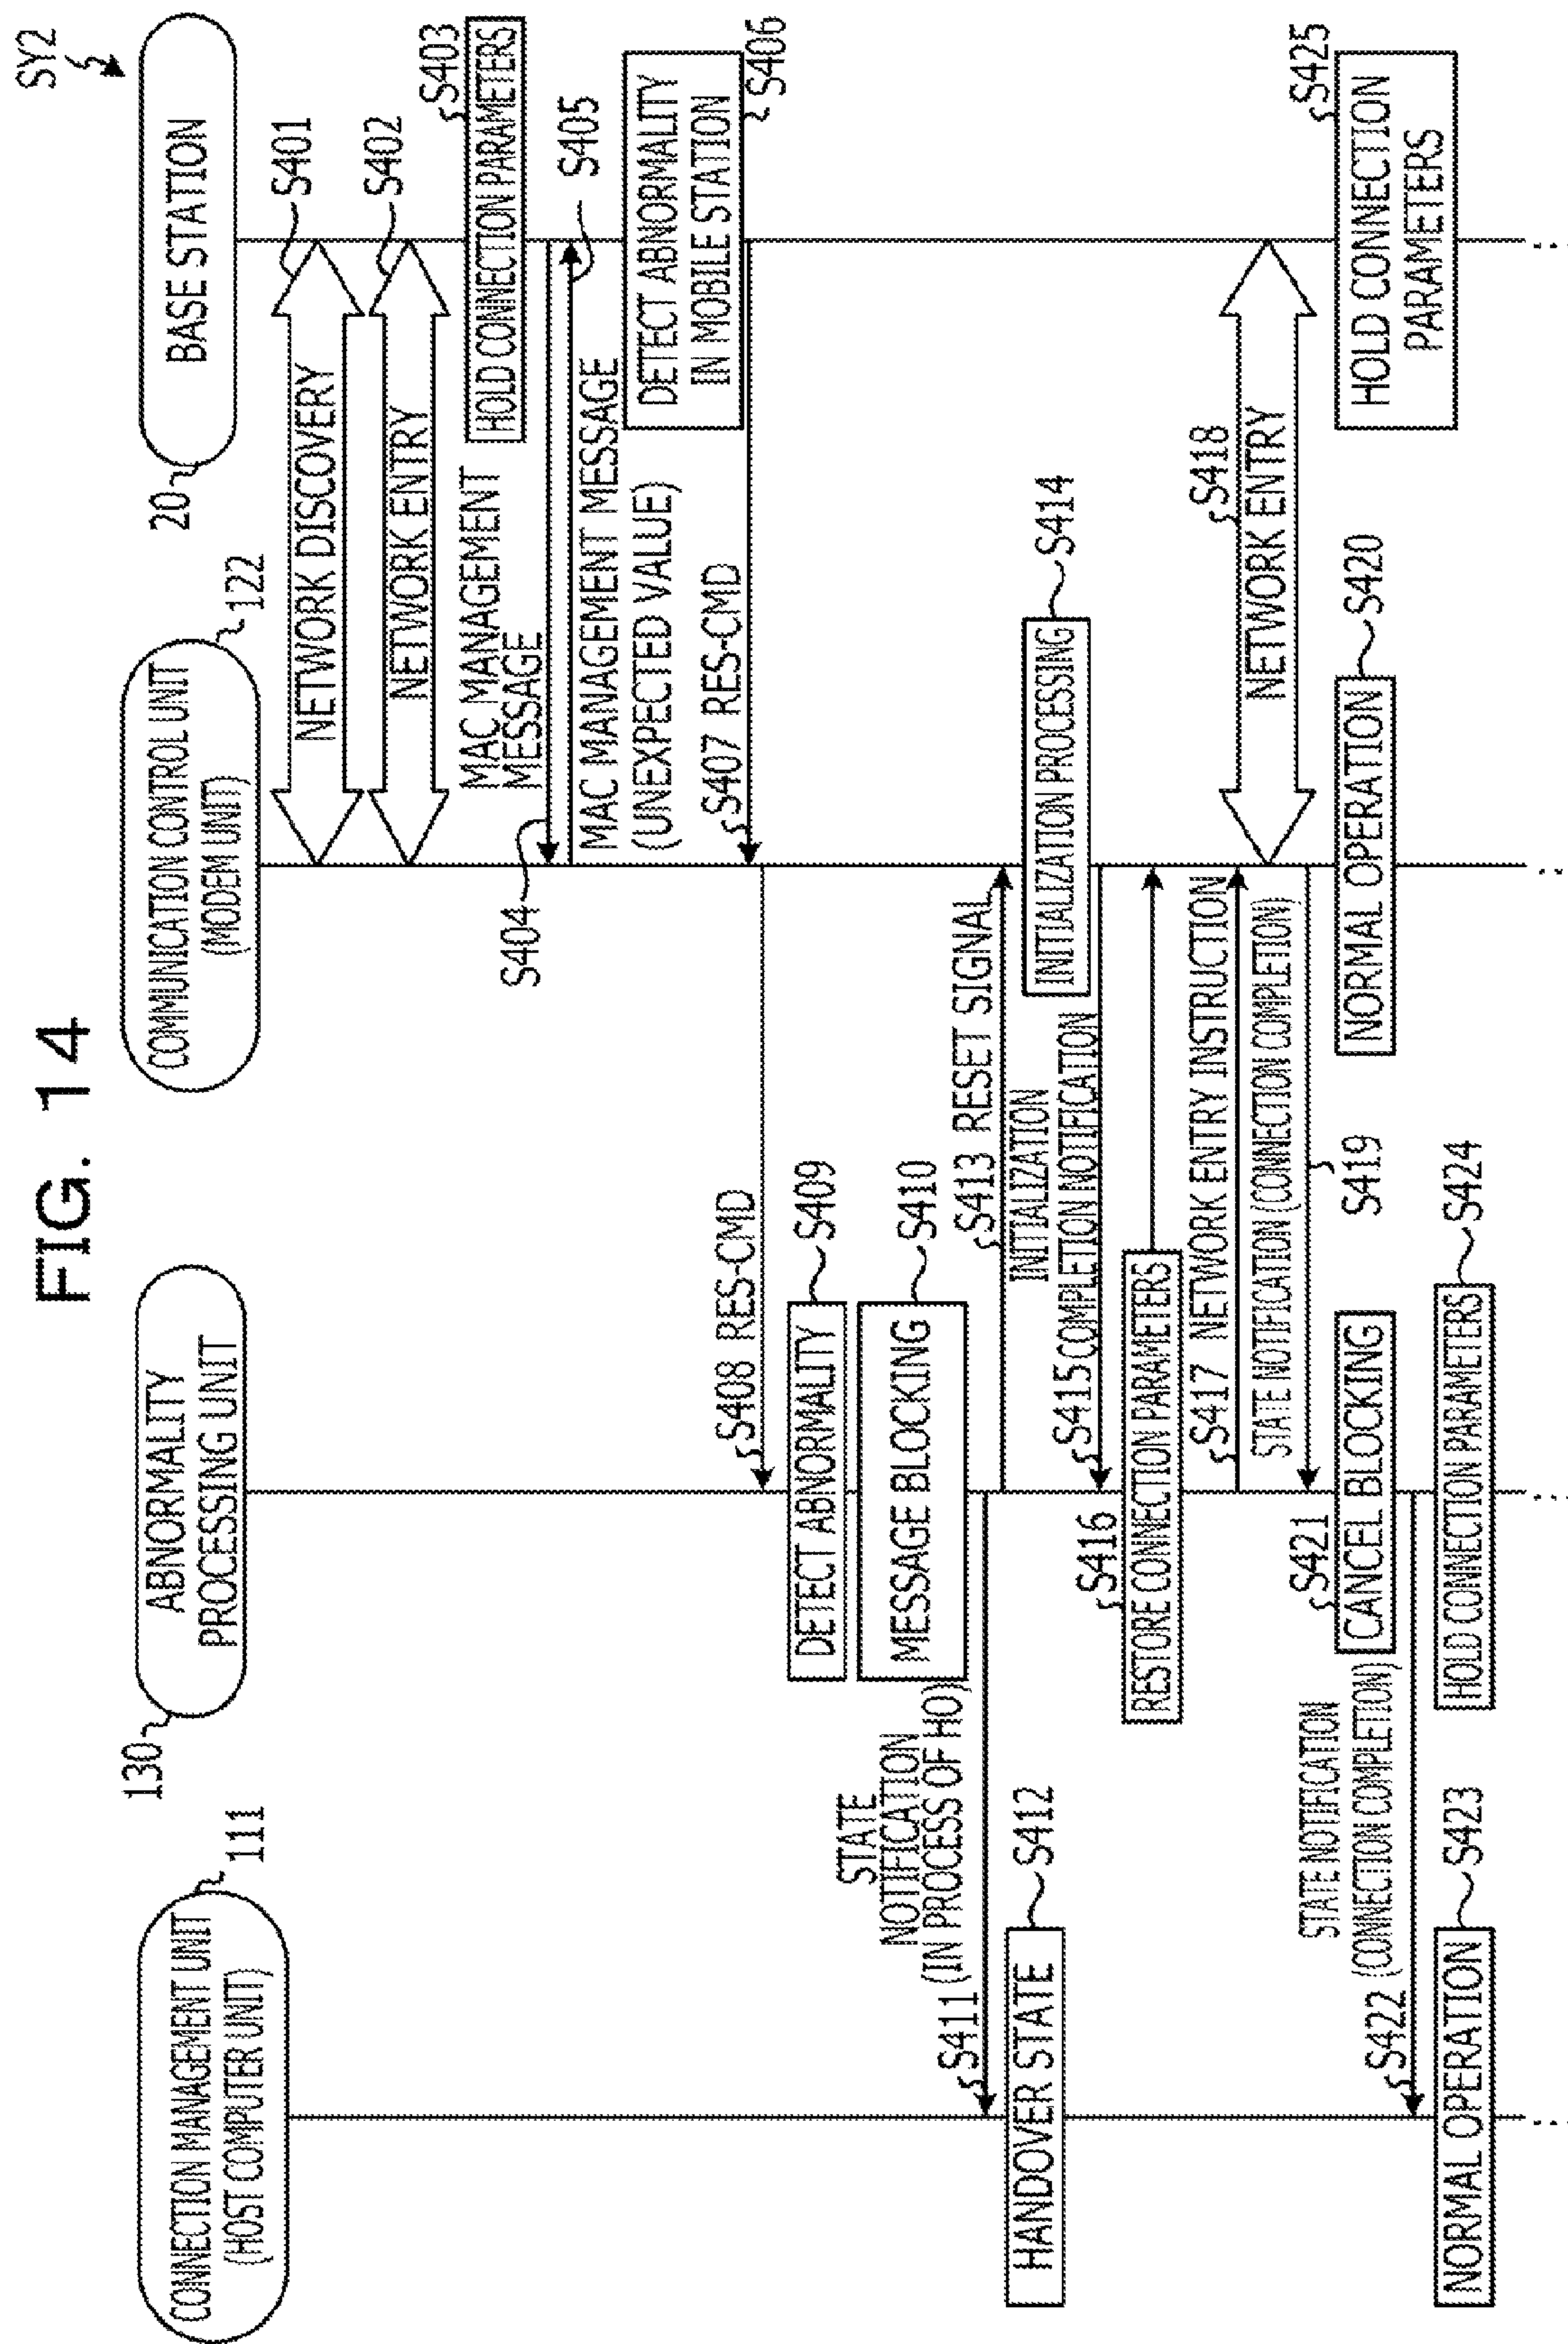 FIG. 14
SY2
CONNECTION MANAGEMENT UNIT
(HOST COMPUTER UNIT)
111
ABNORMALITY
PROCESSING UNIT
130
COMMUNICATION CONTROL UNIT
(MODEM UNIT)
122
BASE STATION
20
NETWORK DISCOVERY
S401
NETWORK ENTRY
S402
S403
HOLD CONNECTION PARAMETERS
MAC MANAGEMENT
MESSAGE
S404
S405
MAC MANAGEMENT MESSAGE
(UNEXPECTED VALUE)
DETECT ABNORMALITY
IN MOBILE STATION
S406
S407 RES-CMD
S408 RES-CMD
DETECT ABNORMALITY
S409
MESSAGE BLOCKING
S410
STATE
NOTIFICATION
S411 (IN PROCESS OF HO)
HANDOVER STATE
S412
S413 RESET SIGNAL
INITIALIZATION PROCESSING
S414
INITIALIZATION
S415 COMPLETION NOTIFICATION
S416
RESTORE CONNECTION PARAMETERS
S417 NETWORK ENTRY INSTRUCTION
S418
NETWORK ENTRY
STATE NOTIFICATION (CONNECTION COMPLETION)
S419
NORMAL OPERATION
S420
S421
CANCEL BLOCKING
STATE NOTIFICATION
S422 (CONNECTION COMPLETION)
NORMAL OPERATION
S423
HOLD CONNECTION PARAMETERS
S424
HOLD CONNECTION
PARAMETERS
S425